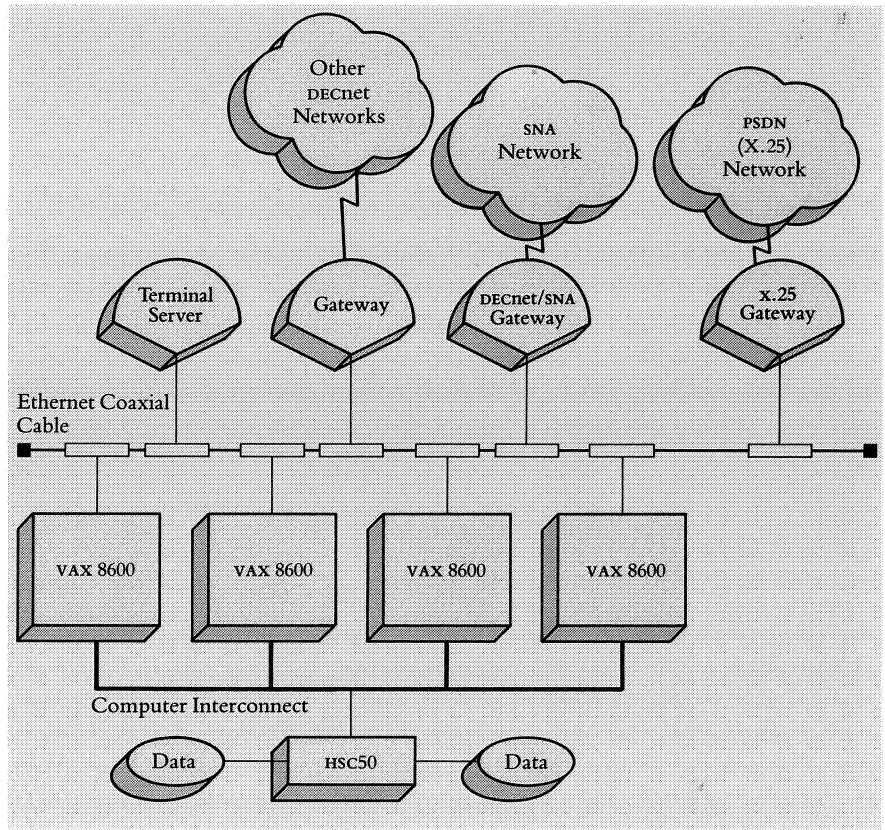 Other
DECnet
Networks
SNA
Network
PSDN
(X.25)
Network
Terminal
Server
Gateway
DECnet/SNA
Gateway
X.25
Gateway
Ethernet Coaxial
Cable
VAX 8600
VAX 8600
VAX 8600
VAX 8600
Computer Interconnect
Data
HSC50
Data